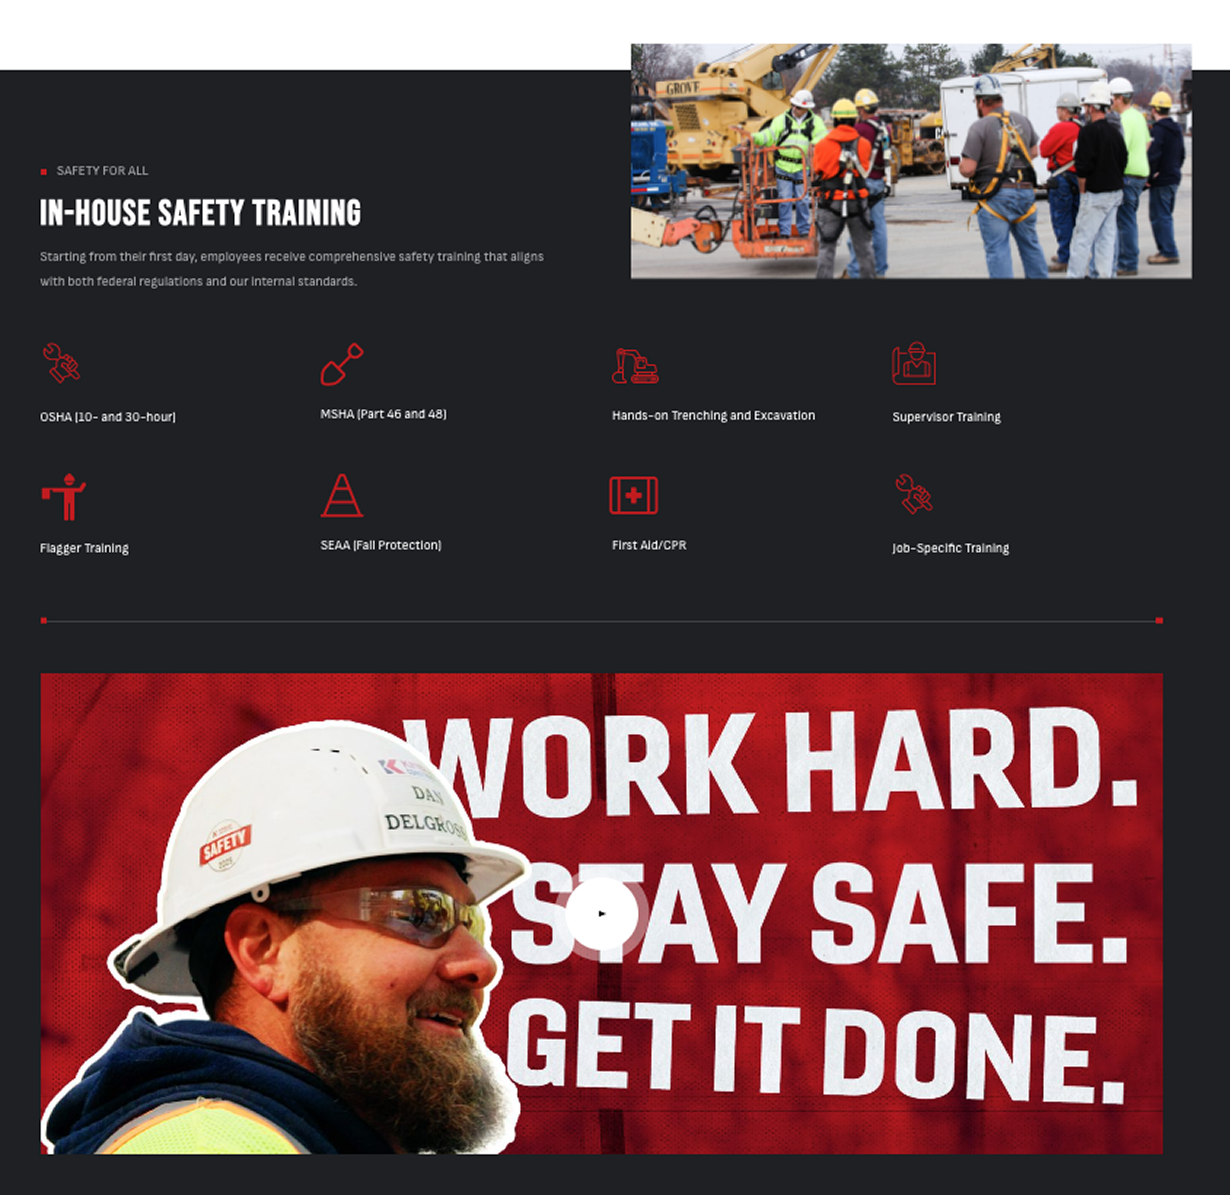 GROVE
SAFETY FOR ALL
IN-HOUSE SAFETY TRAINING
Starting from their first day, employees receive comprehensive safety training that aligns
with both federal regulations and our internal standards.
OSHA (10- and 30-hour)
MSHA (Part 46 and 48)
Hands-on Trenching and Excavation
Supervisor Training
Flagger Training
SEAA (Fall Protection)
First Aid/CPR
Job-Specific Training
WORK HARD.
STAY SAFE.
GET IT DONE.
DAN
DELGROSS
SAFETY